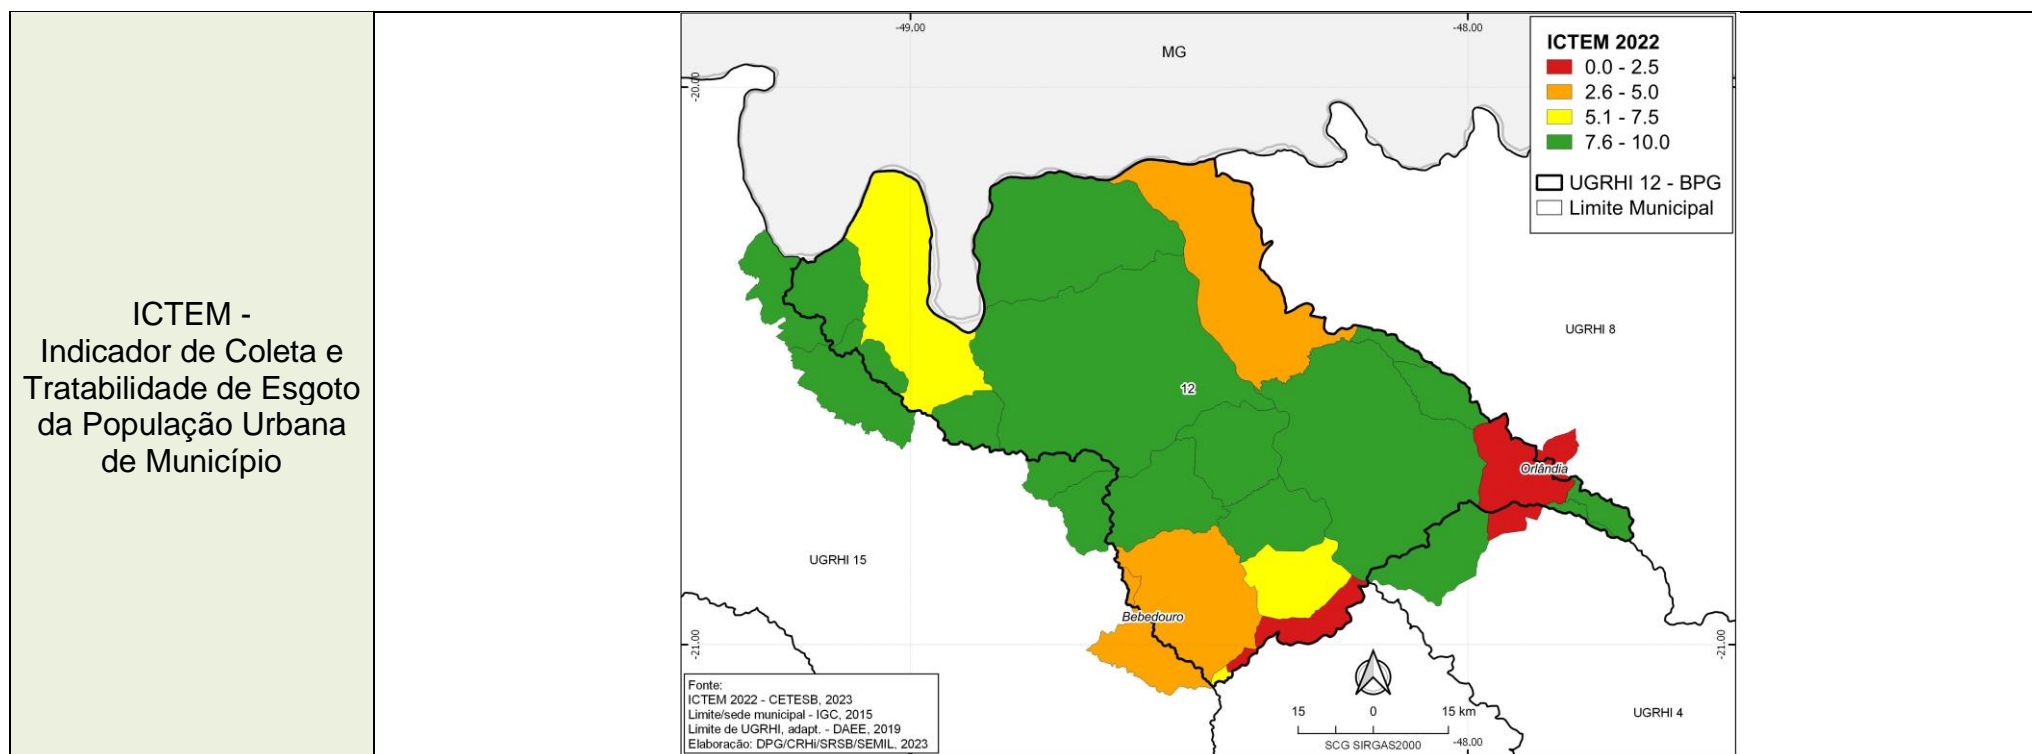 ICTEM -
Indicador de Coleta e
Tratabilidade de Esgoto
da População Urbana
de Município
-49.00
-48.00
MG
-20.00
ICTEM 2022
0.0 - 2.5
2.6 - 5.0
5.1 - 7.5
7.6 - 10.0
UGRHI 12 - BPG
Limite Municipal
UGRHI 8
12
Orlândia
UGRHI 15
Bebedouro
-21.00
-21.00
UGRHI 4
15 0 15 km
SCG SIRGAS2000
-48.00
Fonte:
ICTEM 2022 - CETESB, 2023
Limite/sede municipal - IGC, 2015
Limite de UGRHI, adapt. - DAEE, 2019
Elaboração: DPG/CRHi/SRSB/SEMIL, 2023